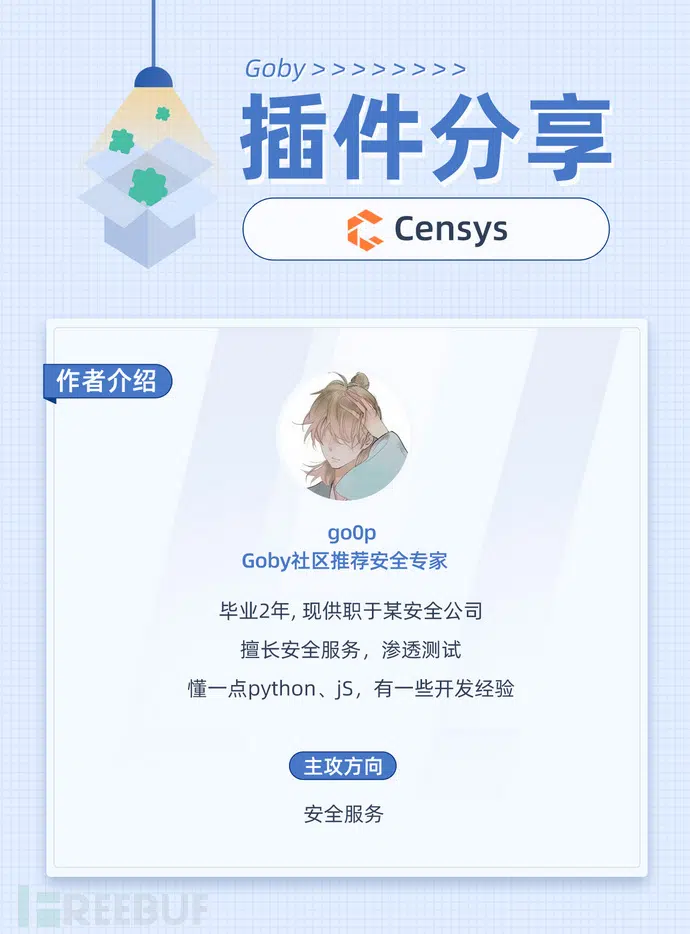 Goby>>>>>>>>
插件分享
Censys
作者介绍
go0p
Goby社区推荐安全专家
毕业2年, 现供职于某安全公司
擅长安全服务，渗透测试
懂一点python、jS，有一些开发经验
主攻方向
安全服务
FREEBUF